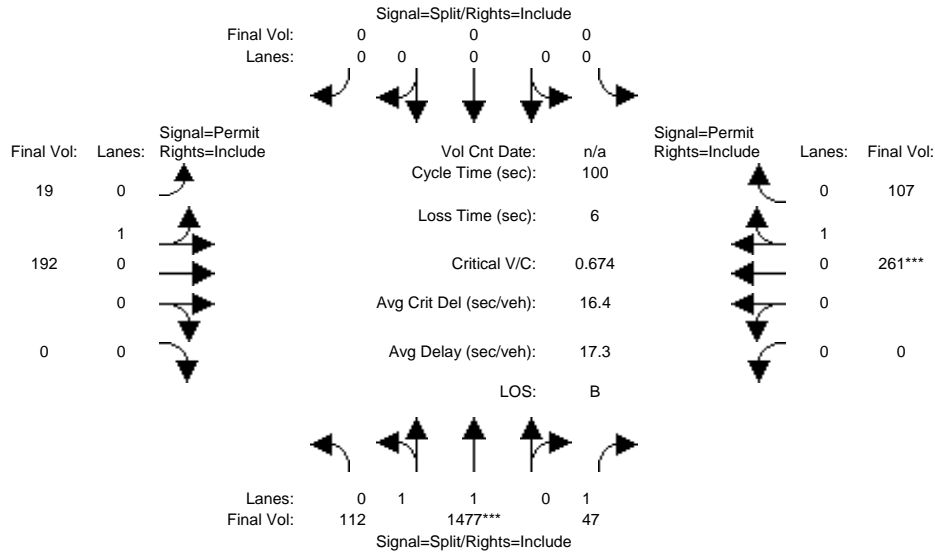 Signal=Split/Rights=Include
Final Vol: 0 0 0
Lanes: 0 0 0 0 0
Signal=Permit Signal=Permit
Final Vol: Lanes: Rights=Include Vol Cnt Date: n/a Rights=Include Lanes: Final Vol:
Cycle Time (sec): 100
19 0 0 107
Loss Time (sec): 6
1 1
192 0 Critical V/C: 0.674 0 261***
0 Avg Crit Del (sec/veh): 16.4 0
0 0 Avg Delay (sec/veh): 17.3 0 0
LOS: B
Lanes: 0 1 1 0 1
Final Vol: 112 1477*** 47
Signal=Split/Rights=Include